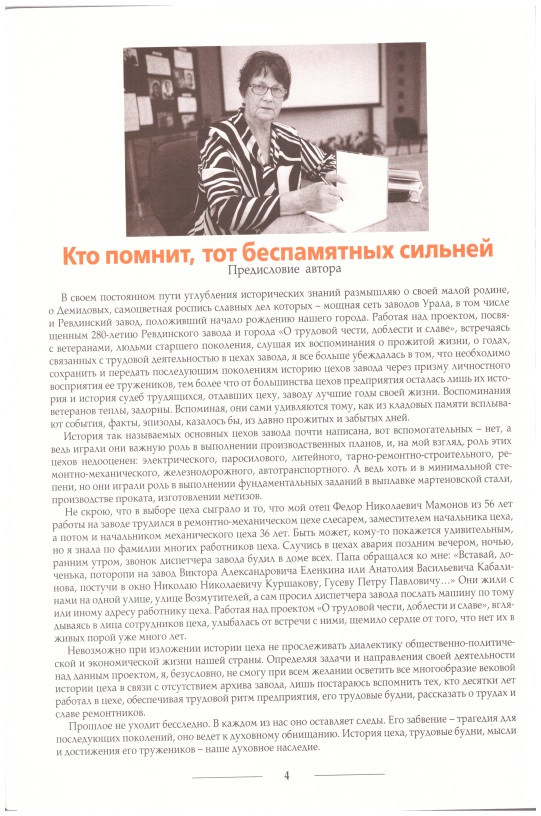 Кто помнит, тот беспамятных сильней
Предисловие автора
В своем постоянном пути углубления исторических знаний размышляю о своей малой родине,
о Демидовых, самоцветная роспись славных дел которых – мощная сеть заводов Урала, в том числе
и Ревдинский завод, положивший начало рождению нашего города. Работая над проектом, посвя-
щенным 280-летию Ревдинского завода и города «О трудовой чести, доблести и славе», встречаясь
с ветеранами, людьми старшего поколения, слушая их воспоминания о прожитой жизни, о годах,
связанных с трудовой деятельностью в цехах завода, я все больше убеждалась в том, что необходимо
сохранить и передать последующим поколениям историю цехов завода через призму личностного
восприятия ее тружеников, тем более что от большинства цехов предприятия осталась лишь их исто-
рия и история судеб трудящихся, отдавших цеху, заводу лучшие годы своей жизни. Воспоминания
ветеранов теплы, задорны. Вспоминая, они сами удивляются тому, как из кладовых памяти всплыва-
ют события, факты, эпизоды, казалось бы, из давно прожитых и забытых дней.
История так называемых основных цехов завода почти написана, вот вспомогательных – нет, а
ведь играли они важную роль в выполнении производственных планов, и, на мой взгляд, роль этих
цехов недооценен: электрического, паросилового, литейного, тарно-ремонтно-строительного, ре-
монтно-механического, железнодорожного, автотранспортного. А ведь хоть и в минимальной сте-
пени, но они играли роль в выполнении фундаментальных заданий в выплавке мартеновской стали,
производстве проката, изготовлении метизов.
Не скрою, что в выборе цеха сыграло и то, что мой отец Федор Николаевич Мамонов из 56 лет
работы на заводе трудился в ремонтно-механическом цехе слесарем, заместителем начальника цеха,
а потом и начальником механического цеха 36 лет. Быть может, кому-то покажется удивительным,
но я знала по фамилии многих работников цеха. Случись в цехах авария поздним вечером, ночью,
ранним утром, звонок диспетчера завода будил в доме всех. Папа обращался ко мне: «Вставай, до-
ченька, поторопи на завод Виктора Александровича Еленкина или Анатолия Васильевича Кабали-
нова, постучи в окно Николаю Николаевичу Куршакову, Гусеву Петру Павловичу…» Они жили с
нами на одной улице, улице Возмутителей, а сам просил диспетчера завода послать машину по тому
или иному адресу работнику цеха. Работая над проектом «О трудовой чести, доблести и славе», вгля-
дываясь в лица сотрудников цеха, улыбалась от встречи с ними, щемило сердце от того, что нет их в
живых порой уже много лет.
Невозможно при изложении истории цеха не прослеживать диалектику общественно-политиче-
ской и экономической жизни нашей страны. Определяя задачи и направления своей деятельности
над данным проектом, я, безусловно, не смогу при всем желании осветить все многообразие вековой
истории цеха в связи с отсутствием архива завода, лишь постараюсь вспомнить тех, кто десятки лет
работал в цехе, обеспечивая трудовой ритм предприятия, его трудовые будни, рассказать о трудах и
славе ремонтников.
Прошлое не уходит бесследно. В каждом из нас оно оставляет следы. Его забвение – трагедия для
последующих поколений, оно ведет к духовному обнищанию. История цеха, трудовые будни, мысли
и достижения его тружеников – наше духовное наследие.
4